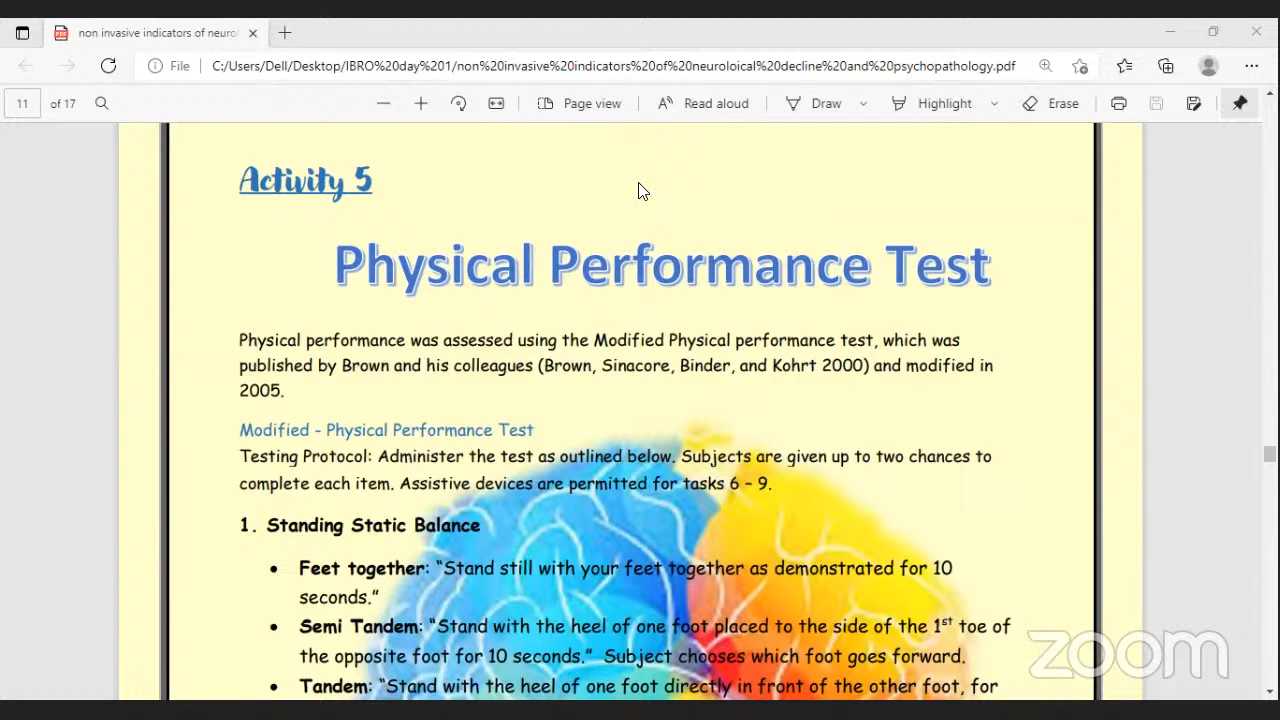 non invasive indicators of neurol
File
C:/Users/Dell/Desktop/IBRO%20day%201/non%20invasive%20indicators%20of%20neuroloical%20decline%20and%20psychopathology.pdf
11 of 17
Page view
Read aloud
Draw
Highlight
Erase
Activity 5
Physical Performance Test
Physical performance was assessed using the Modified Physical performance test, which was
published by Brown and his colleagues (Brown, Sinacore, Binder, and Kohrt 2000) and modified in
2005.
Modified - Physical Performance Test
Testing Protocol: Administer the test as outlined below. Subjects are given up to two chances to
complete each item. Assistive devices are permitted for tasks 6 – 9.
1. Standing Static Balance
• Feet together: “Stand still with your feet together as demonstrated for 10
seconds.”
• Semi Tandem: “Stand with the heel of one foot placed to the side of the 1st toe of
the opposite foot for 10 seconds.” Subject chooses which foot goes forward.
• Tandem: “Stand with the heel of one foot directly in front of the other foot, for
zoom